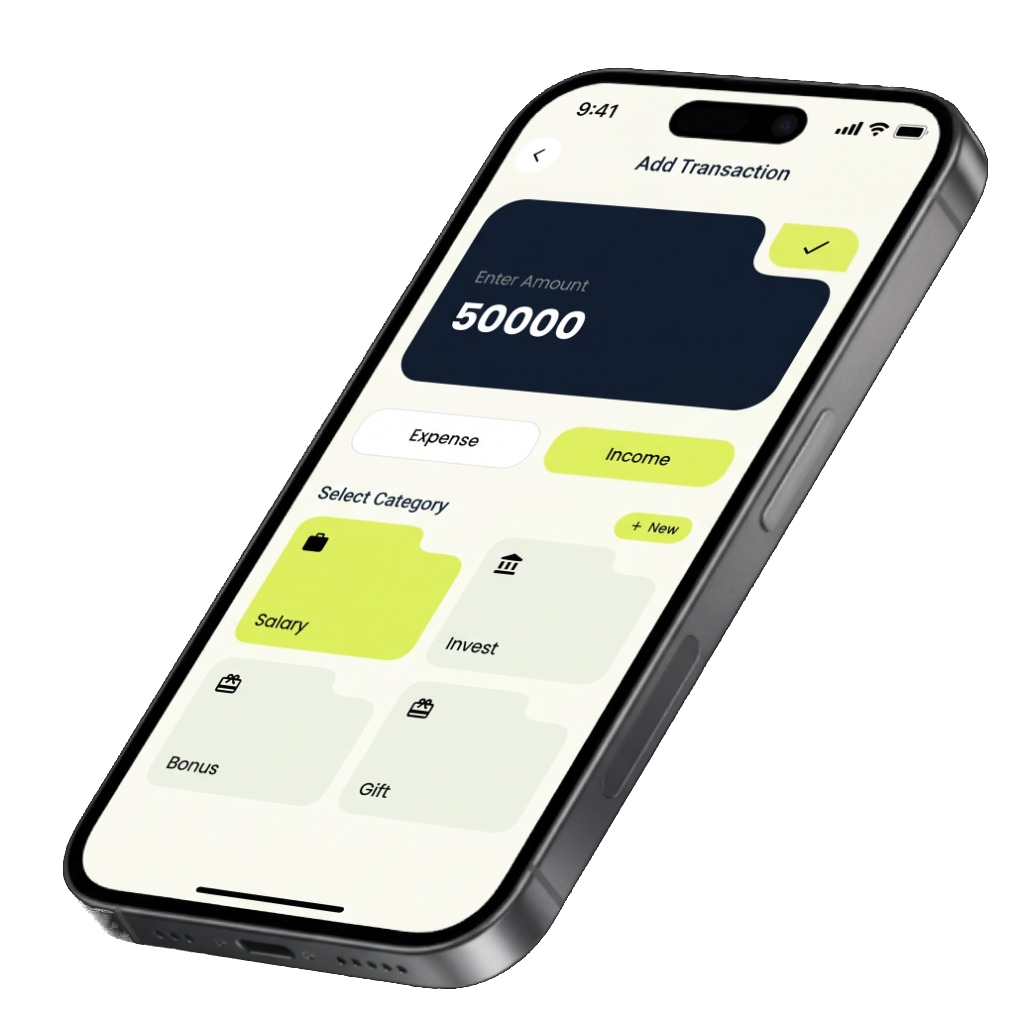 9:41
Add Transaction
Enter Amount
50000
Expense
Income
Select Category
+ New
Salary
Invest
Bonus
Gift